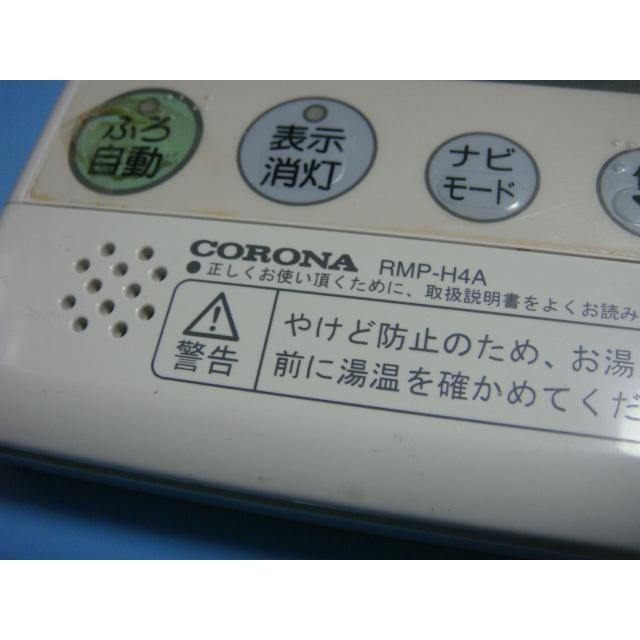 ふろ
自動
表示
消灯
ナビ
モード
CORONA RMP-H4A
●正しくお使い頂くために、取扱説明書をよくお読み
警告
やけど防止のため、お湯
前に湯温を確かめてくだ